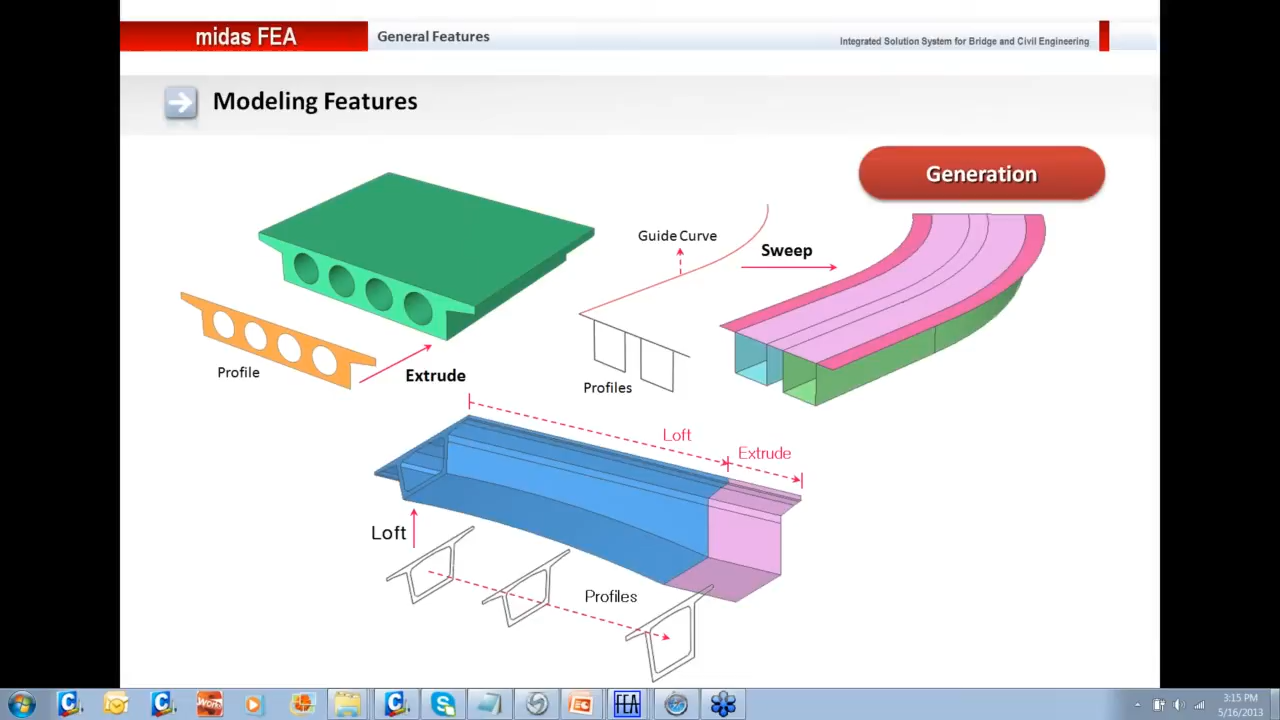 midas FEA
General Features
Integrated Solution System for Bridge and Civil Engineering
Modeling Features
Generation
Guide Curve
Sweep
Profile
Extrude
Profiles
Loft
Extrude
Loft
Profiles
FEA
3:15 PM
5/16/2013